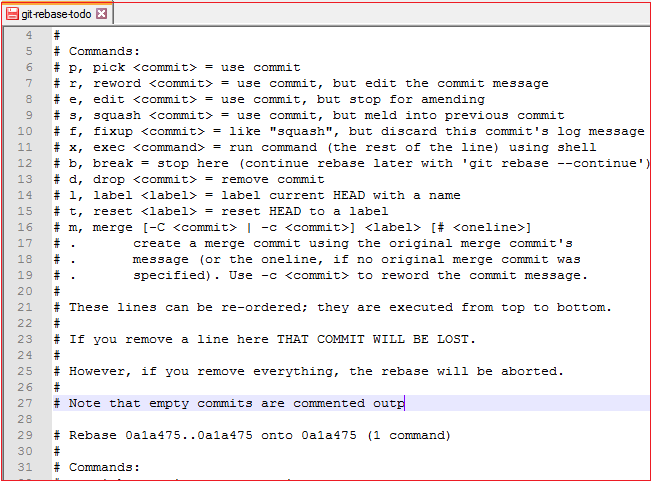 git-rebase-todo
4 #
5 # Commands:
6 # p, pick <commit> = use commit
7 # r, reword <commit> = use commit, but edit the commit message
8 # e, edit <commit> = use commit, but stop for amending
9 # s, squash <commit> = use commit, but meld into previous commit
10 # f, fixup <commit> = like "squash", but discard this commit's log message
11 # x, exec <command> = run command (the rest of the line) using shell
12 # b, break = stop here (continue rebase later with 'git rebase --continue')
13 # d, drop <commit> = remove commit
14 # l, label <label> = label current HEAD with a name
15 # t, reset <label> = reset HEAD to a label
16 # m, merge [-C <commit> | -c <commit>] <label> [# <oneline>]
17 # .       create a merge commit using the original merge commit's
18 # .       message (or the oneline, if no original merge commit was
19 # .       specified). Use -c <commit> to reword the commit message.
20 #
21 # These lines can be re-ordered; they are executed from top to bottom.
22 #
23 # If you remove a line here THAT COMMIT WILL BE LOST.
24 #
25 # However, if you remove everything, the rebase will be aborted.
26 #
27 # Note that empty commits are commented outp
28
29 # Rebase 0a1a475..0a1a475 onto 0a1a475 (1 command)
30 #
31 # Commands: